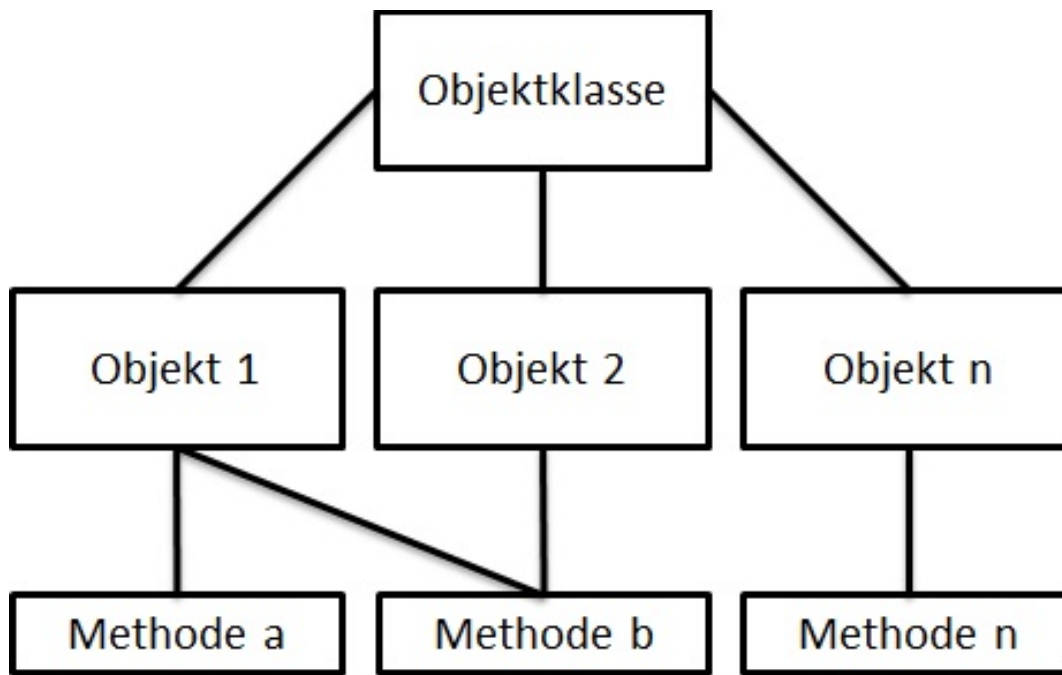 Objektklasse
Objekt 1
Objekt 2
Objekt n
Methode a
Methode b
Methode n